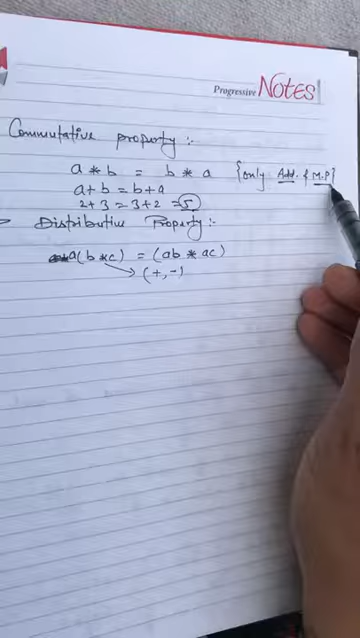 Progressive Notes
Commutative property :-
a * b = b * a {only Add. & M.P}
a + b = b + a
2 + 3 = 3 + 2 = 5
Distributive Property :-
a(b * c) = (ab * ac)
(+, -)